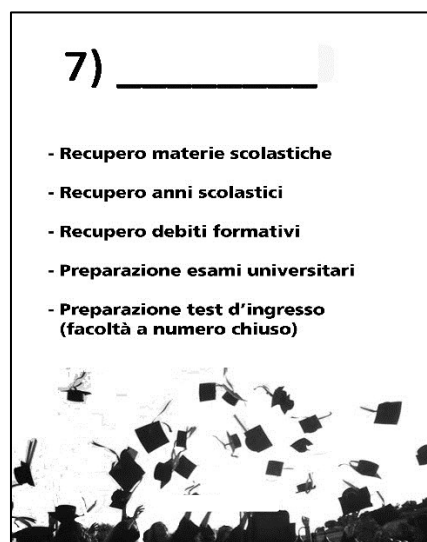 7) __________
- Recupero materie scolastiche
- Recupero anni scolastici
- Recupero debiti formativi
- Preparazione esami universitari
- Preparazione test d'ingresso
(facoltà a numero chiuso)